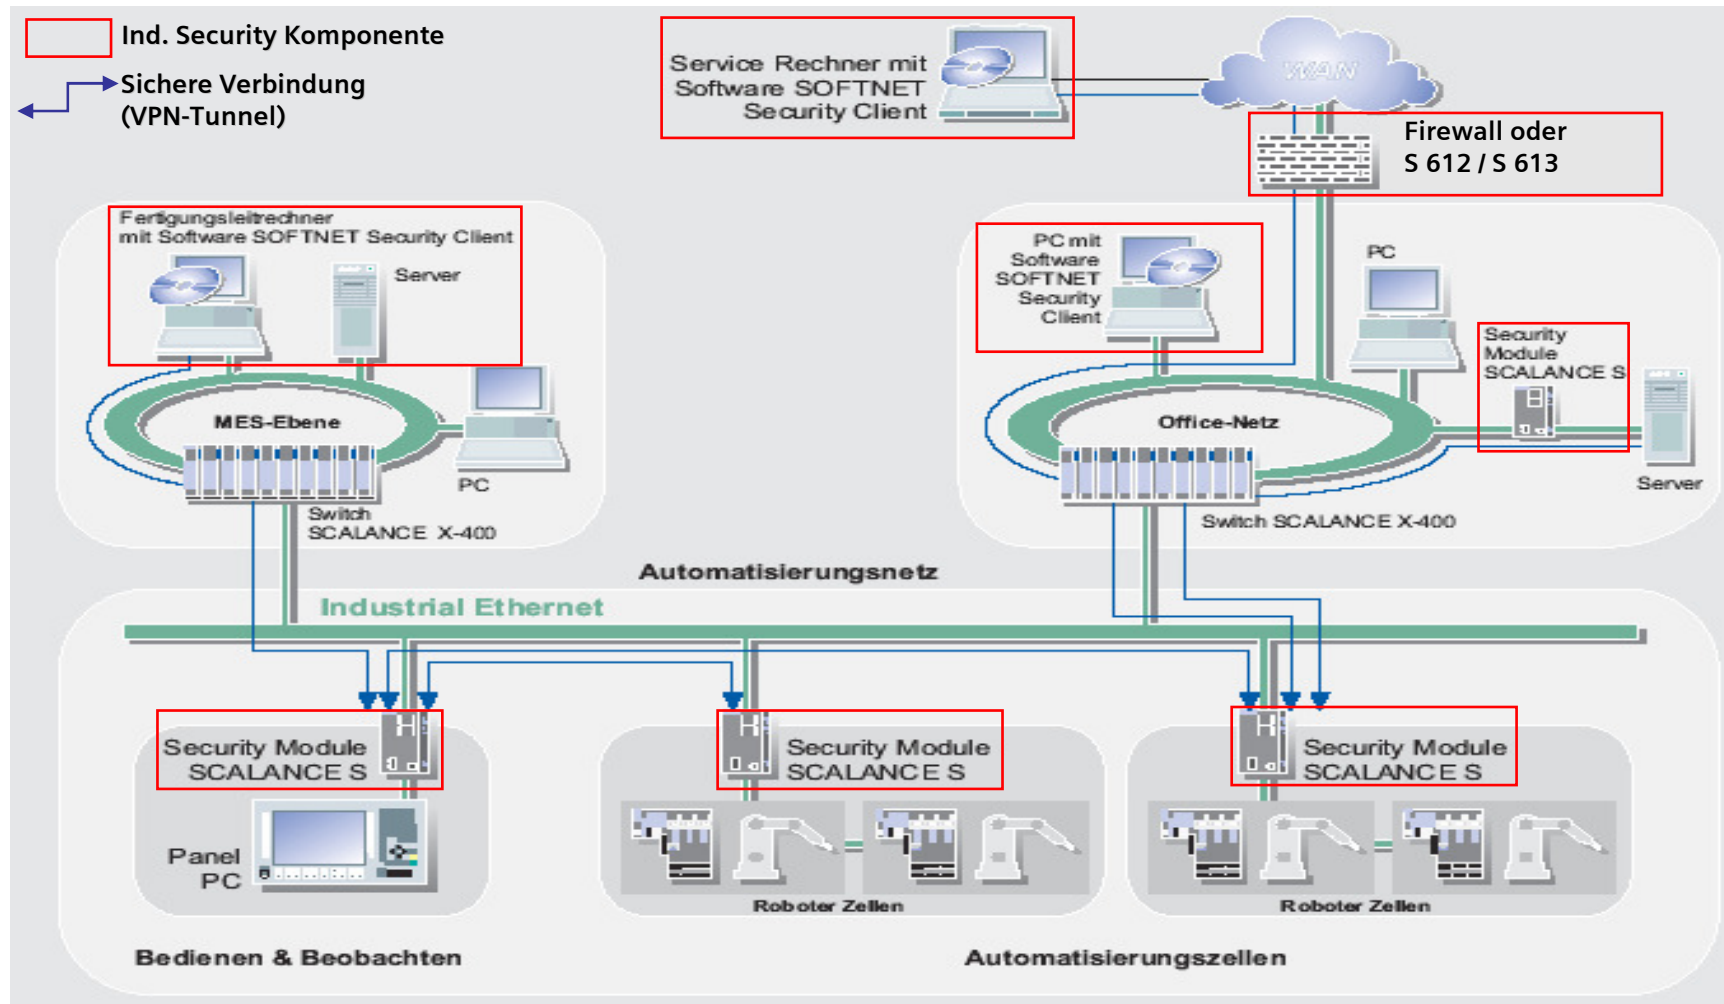 Ind. Security Komponente
Sichere Verbindung
(VPN-Tunnel)
Service Rechner mit
Software SOFTNET
Security Client
WAN
Firewall oder
S 612 / S 613
Fertigungsleitrechner
mit Software SOFTNET Security Client
Server
MES-Ebene
PC
Switch
SCALANCE X-400
PC mit
Software
SOFTNET
Security
Client
PC
Security
Module
SCALANCE S
Office-Netz
Server
Switch SCALANCE X-400
Automatisierungsnetz
Industrial Ethernet
Security Module
SCALANCE S
Security Module
SCALANCE S
Security Module
SCALANCE S
Panel
PC
Roboter Zellen
Roboter Zellen
Bedienen & Beobachten
Automatisierungszellen